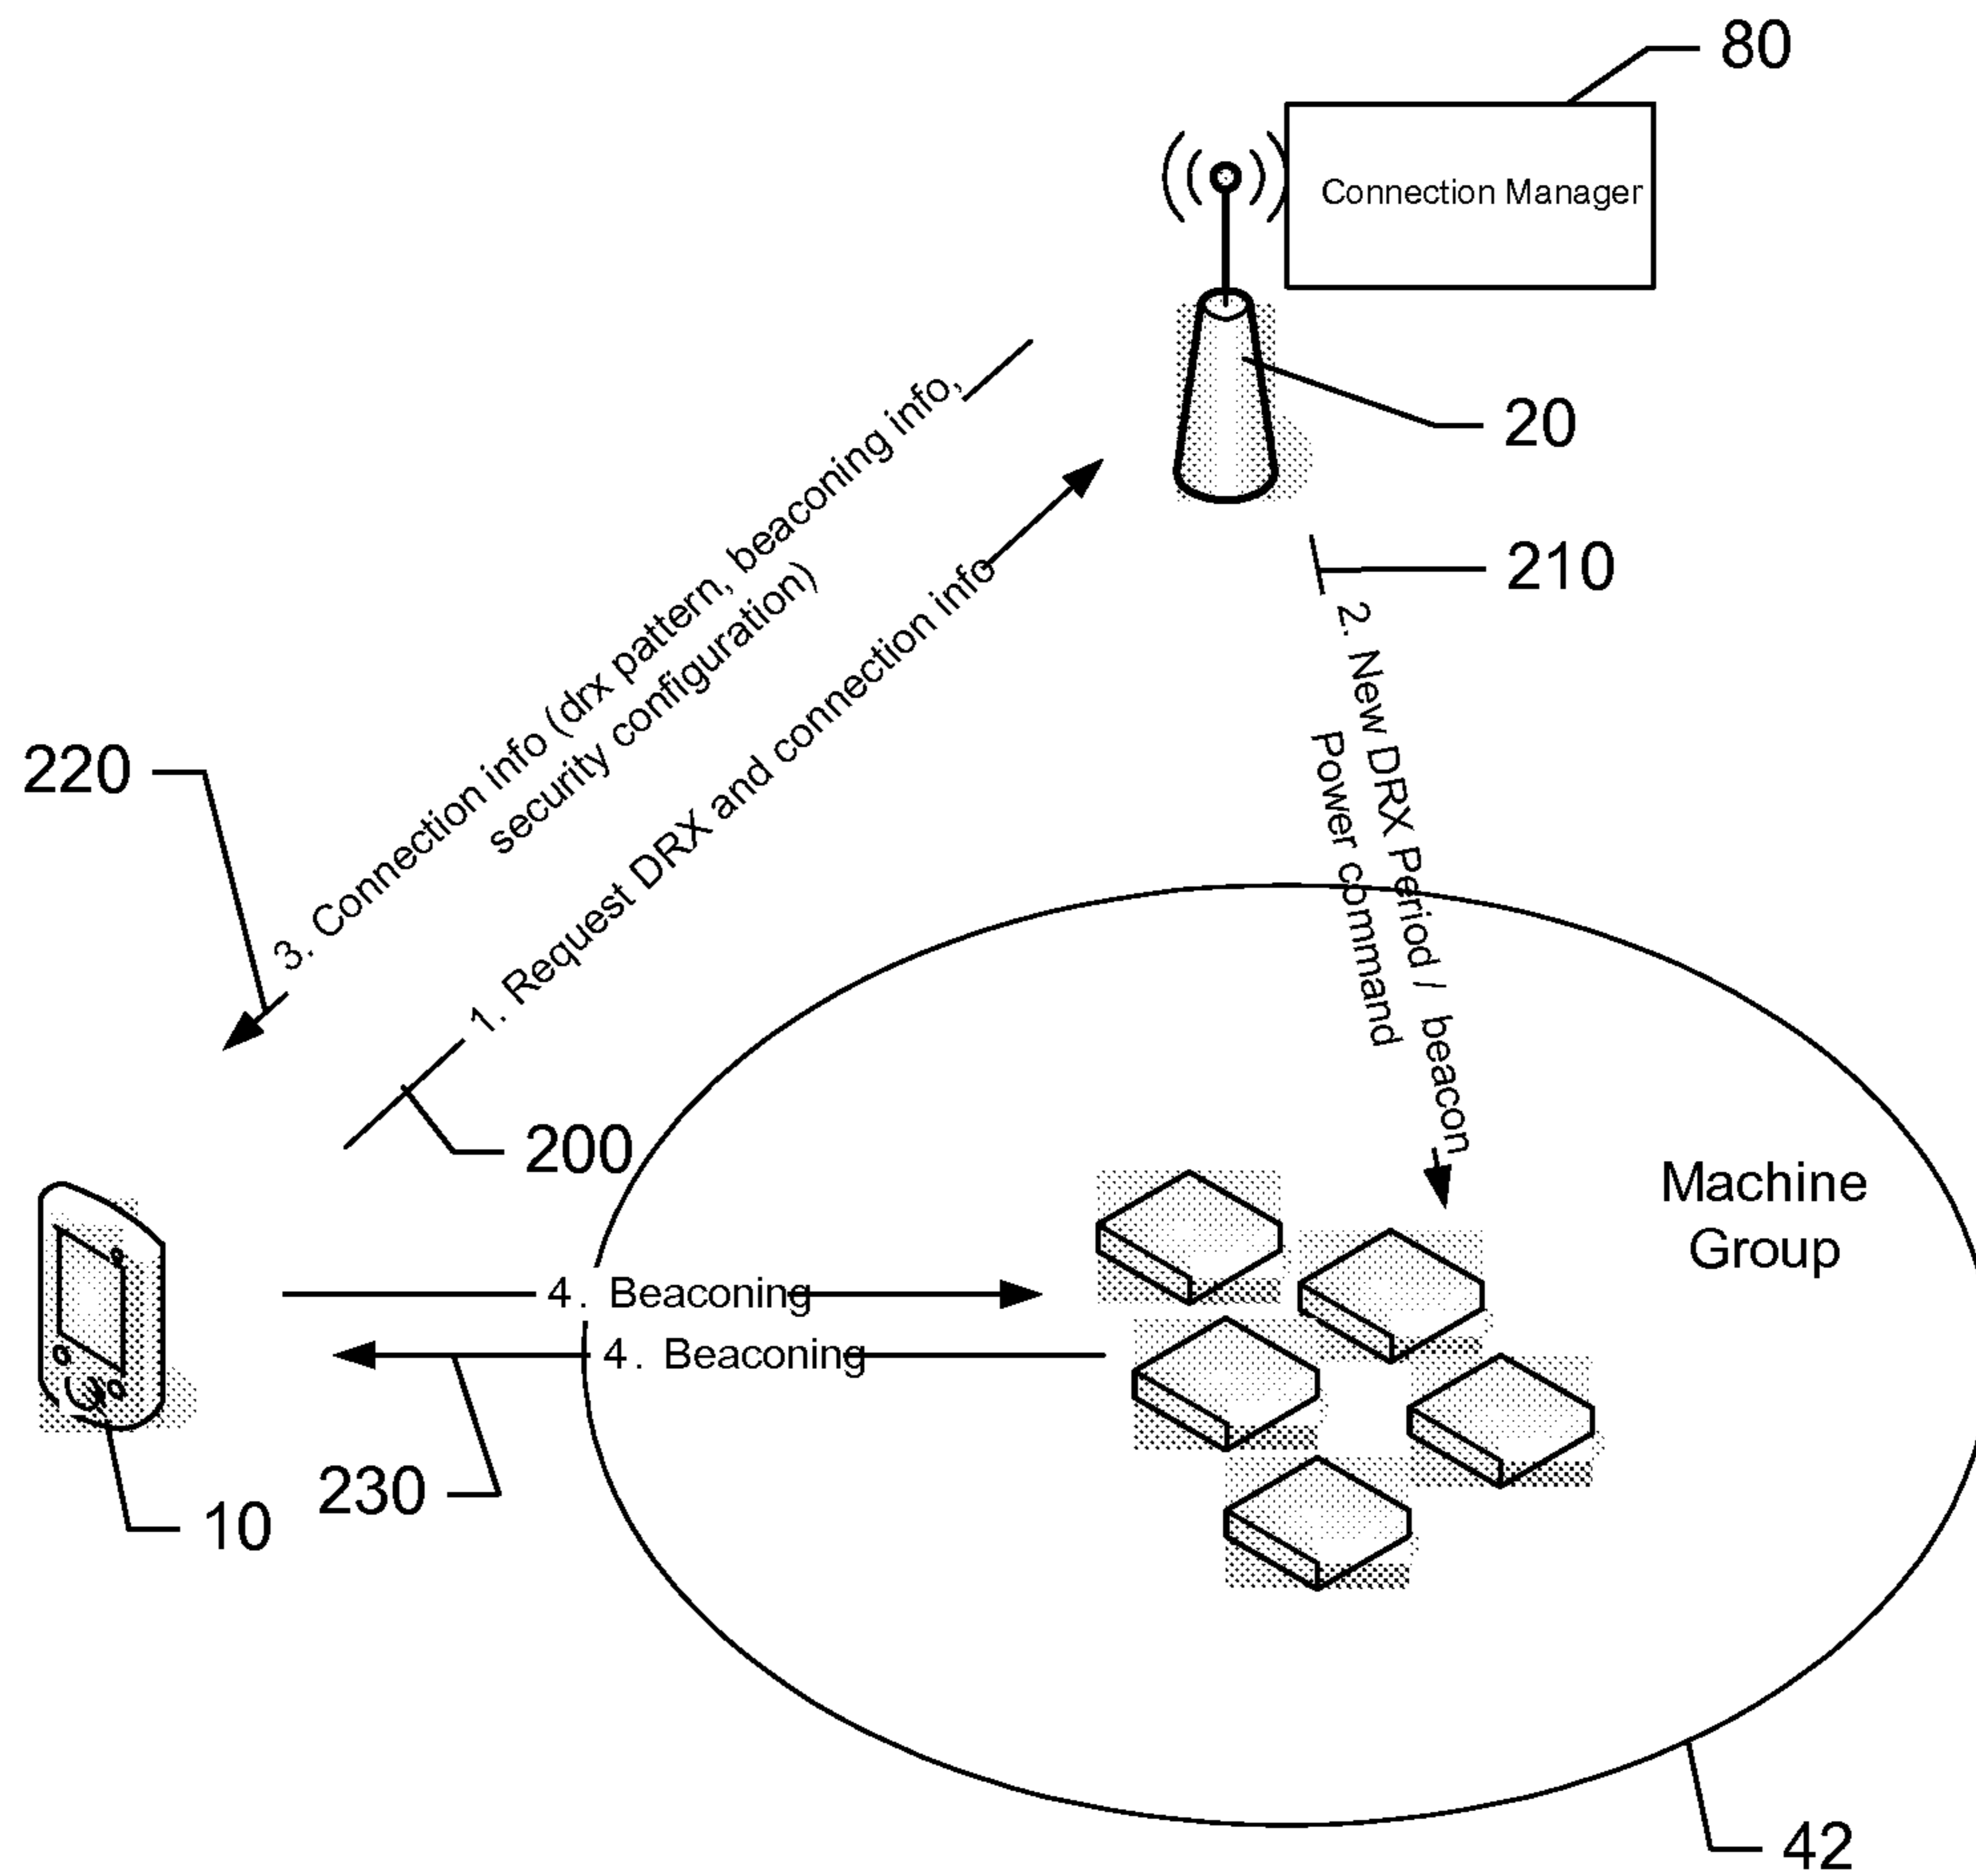 80
Connection Manager
20
210
3. Connection info (drx pattern, beaconing info,
security configuration)
1. Request DRX and connection info
2. New DRX Period / beacon
Power command
220
200
Machine
Group
4. Beaconing
4. Beaconing
230
10
42